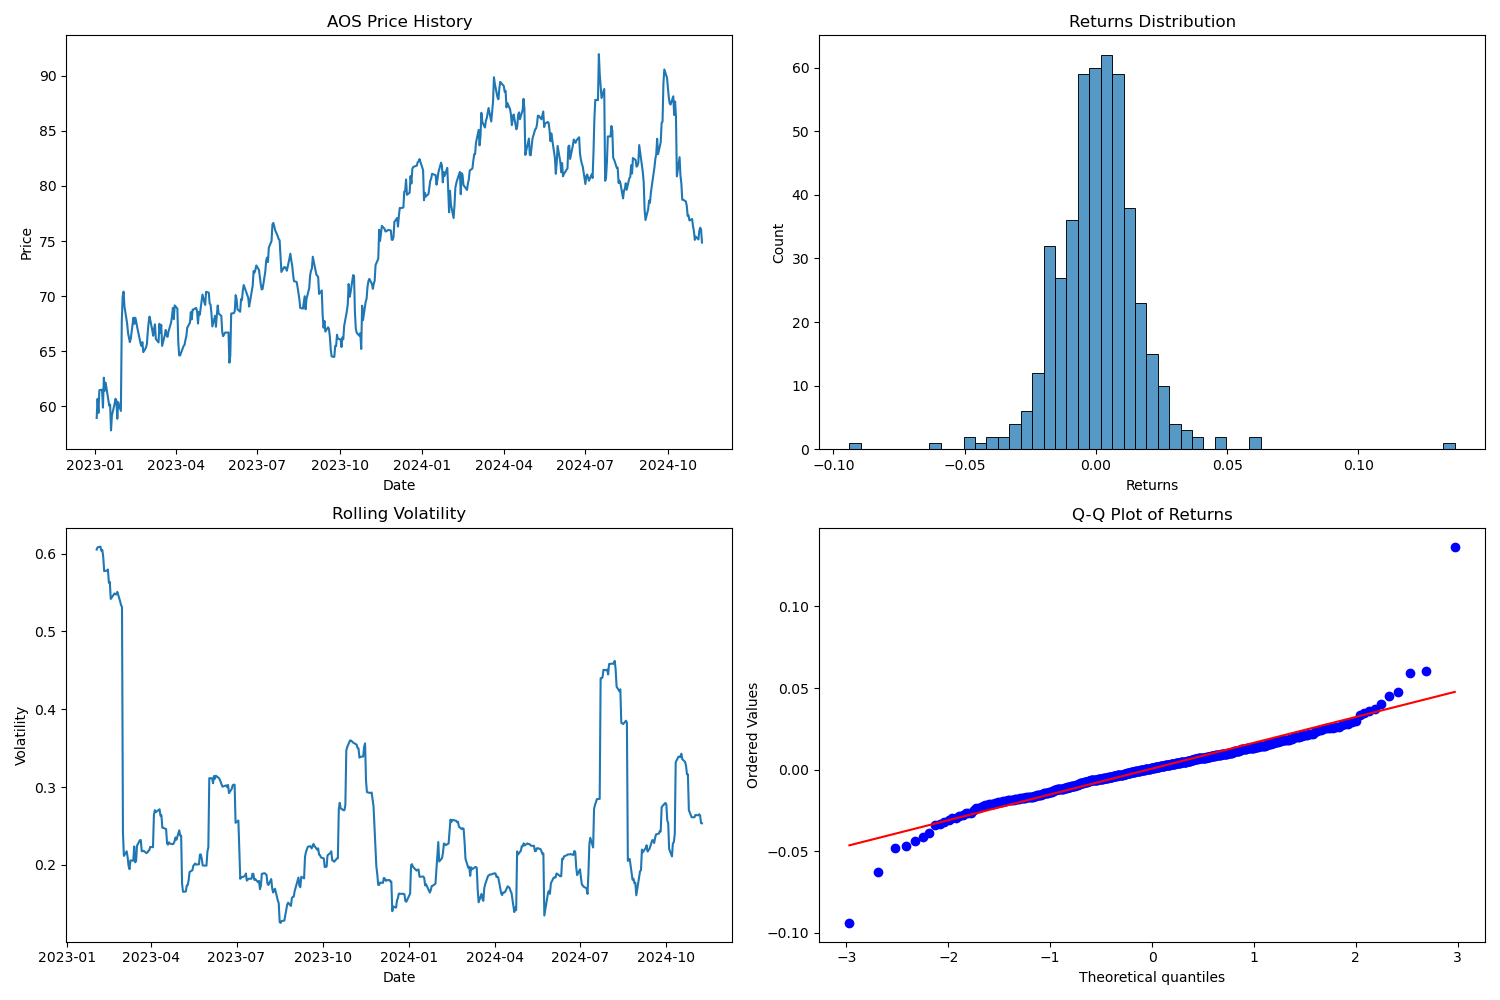 AOS Price History
Price
90
85
80
75
70
65
60
2023-01 2023-04 2023-07 2023-10 2024-01 2024-04 2024-07 2024-10
Date
Returns Distribution
Count
60
50
40
30
20
10
0
−0.10 −0.05 0.00 0.05 0.10
Returns
Rolling Volatility
Volatility
0.6
0.5
0.4
0.3
0.2
2023-01 2023-04 2023-07 2023-10 2024-01 2024-04 2024-07 2024-10
Date
Q-Q Plot of Returns
Ordered Values
0.10
0.05
0.00
−0.05
−0.10
−3 −2 −1 0 1 2 3
Theoretical quantiles